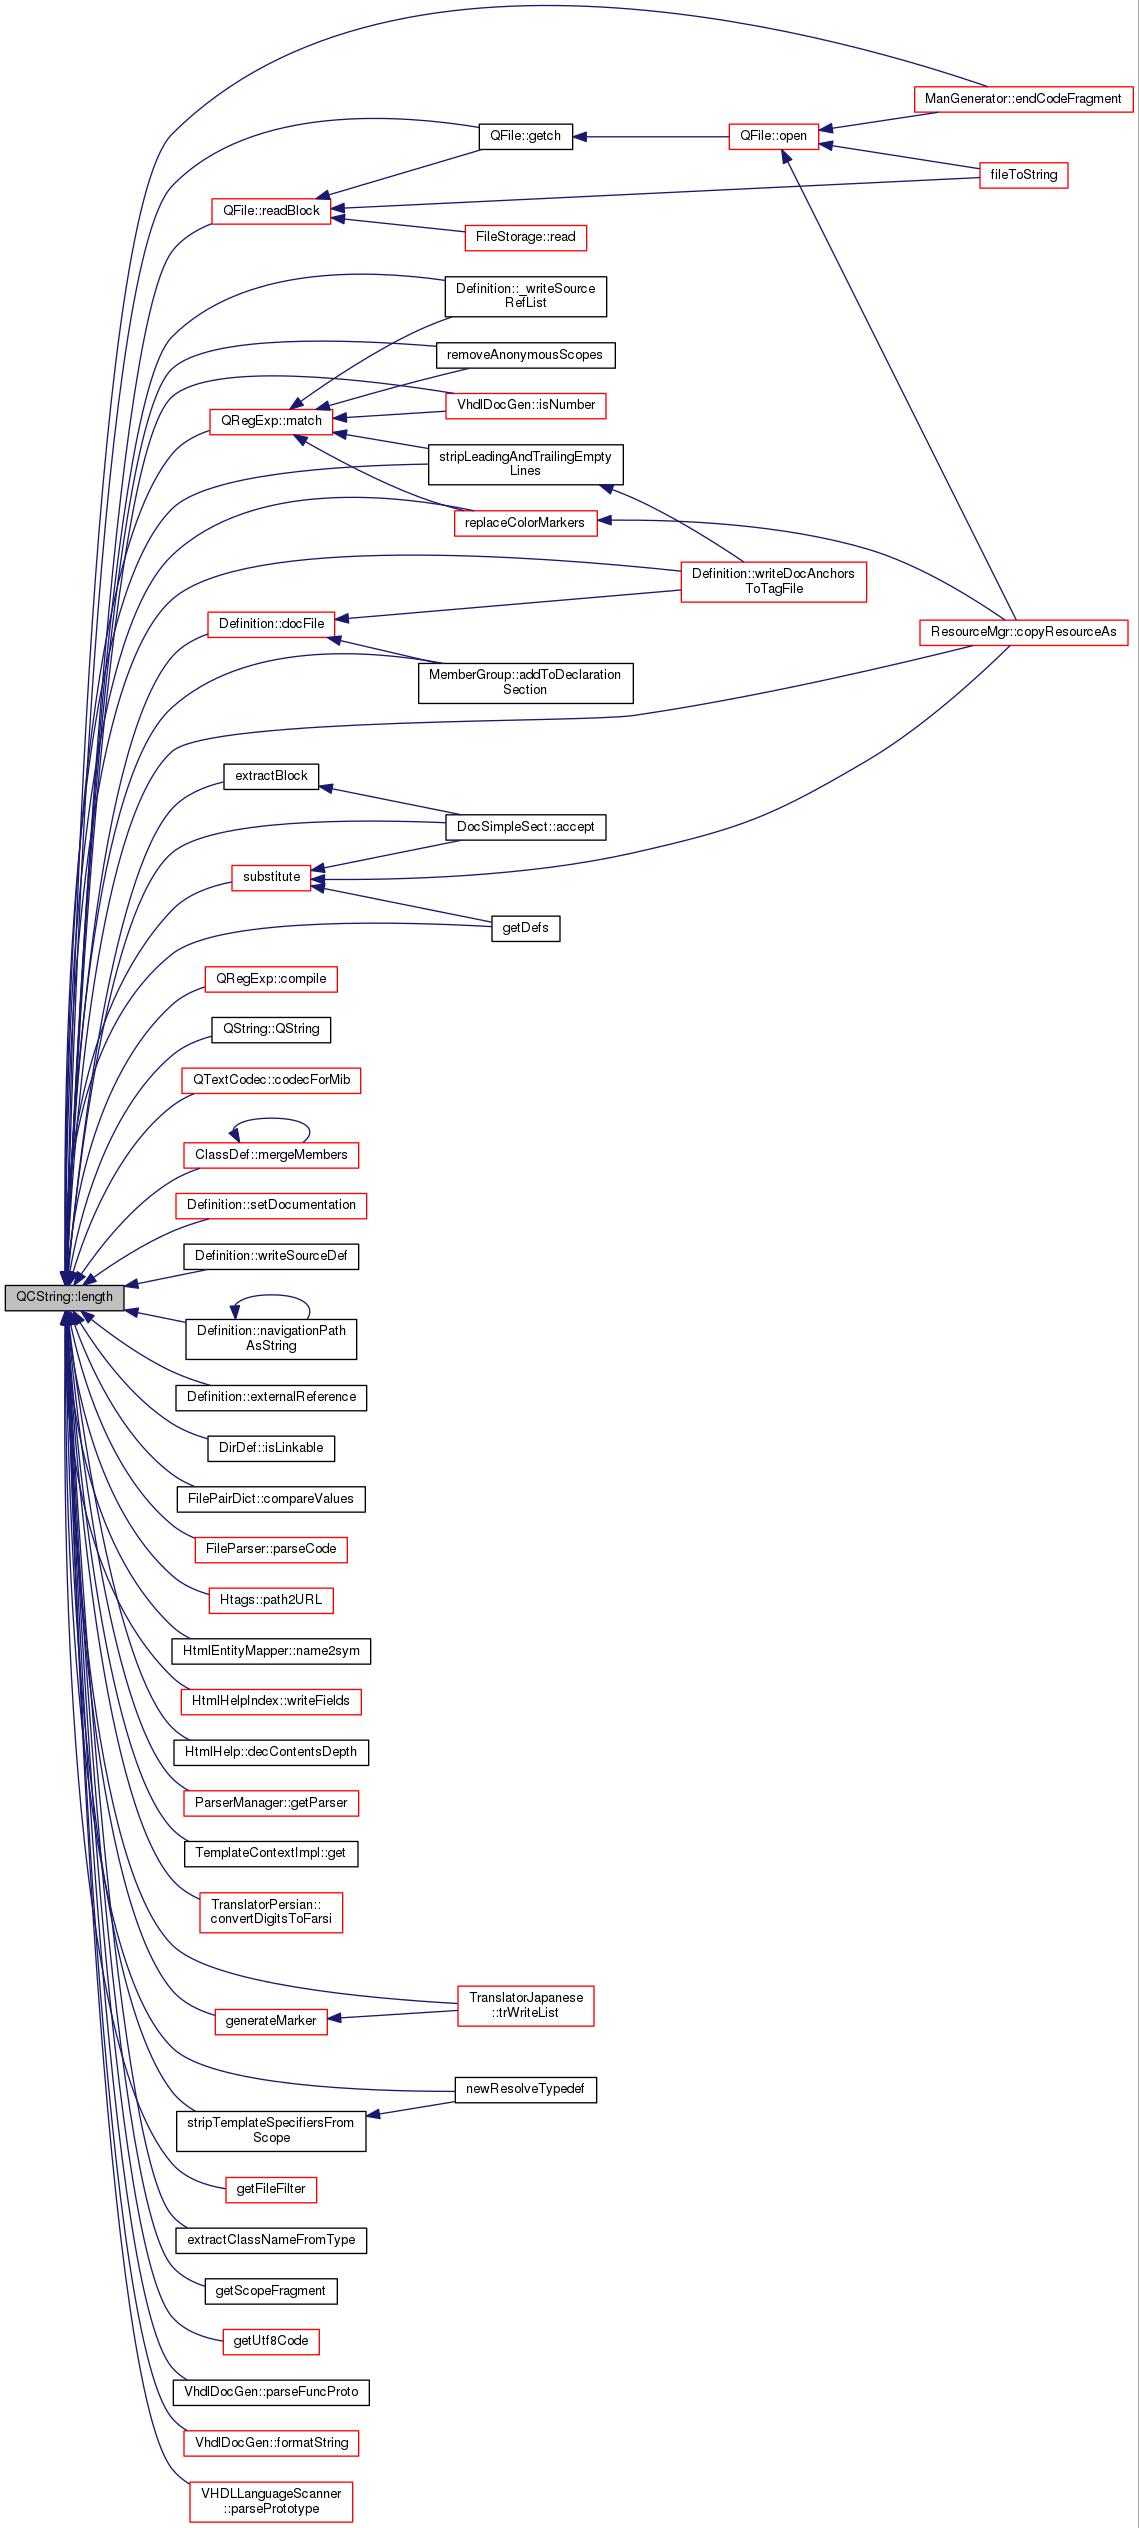 ManGenerator::endCodeFragment
QFile::getch
QFile::open
fileToString
QFile::readBlock
FileStorage::read
Definition::_writeSource
RefList
removeAnonymousScopes
VhdlDocGen::isNumber
QRegExp::match
stripLeadingAndTrailingEmpty
Lines
replaceColorMarkers
Definition::writeDocAnchors
ToTagFile
Definition::docFile
ResourceMgr::copyResourceAs
MemberGroup::addToDeclaration
Section
extractBlock
DocSimpleSect::accept
substitute
getDefs
QRegExp::compile
QString::QString
QTextCodec::codecForMib
ClassDef::mergeMembers
Definition::setDocumentation
Definition::writeSourceDef
QCString::length
Definition::navigationPath
AsString
Definition::externalReference
DirDef::isLinkable
FilePairDict::compareValues
FileParser::parseCode
Htags::path2URL
HtmlEntityMapper::name2sym
HtmlHelpIndex::writeFields
HtmlHelp::decContentsDepth
ParserManager::getParser
TemplateContextImpl::get
TranslatorPersian::
convertDigitsToFarsi
TranslatorJapanese
::trWriteList
generateMarker
newResolveTypedef
stripTemplateSpecifiersFrom
Scope
getFileFilter
extractClassNameFromType
getScopeFragment
getUtf8Code
VhdlDocGen::parseFuncProto
VhdlDocGen::formatString
VHDLLanguageScanner
::parsePrototype